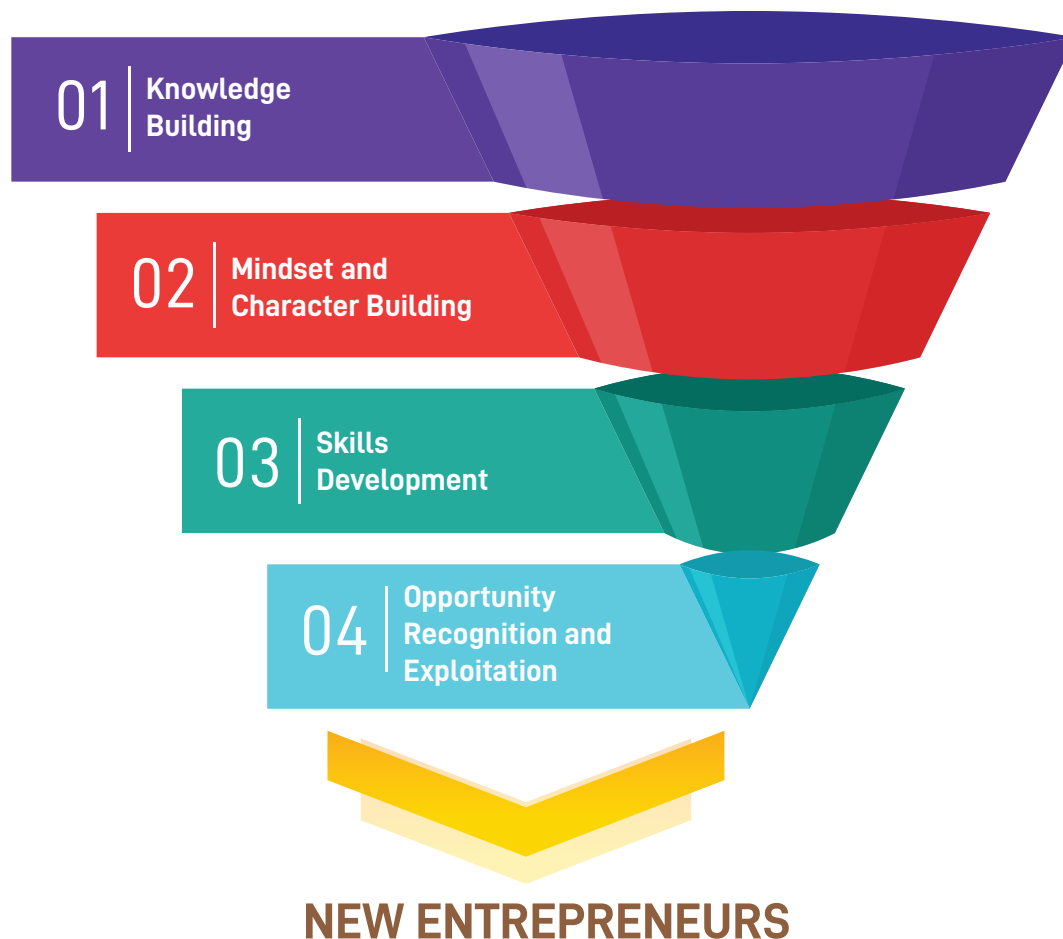 01
Knowledge
Building
02
Mindset and
Character Building
03
Skills
Development
04
Opportunity
Recognition and
Exploitation
NEW ENTREPRENEURS